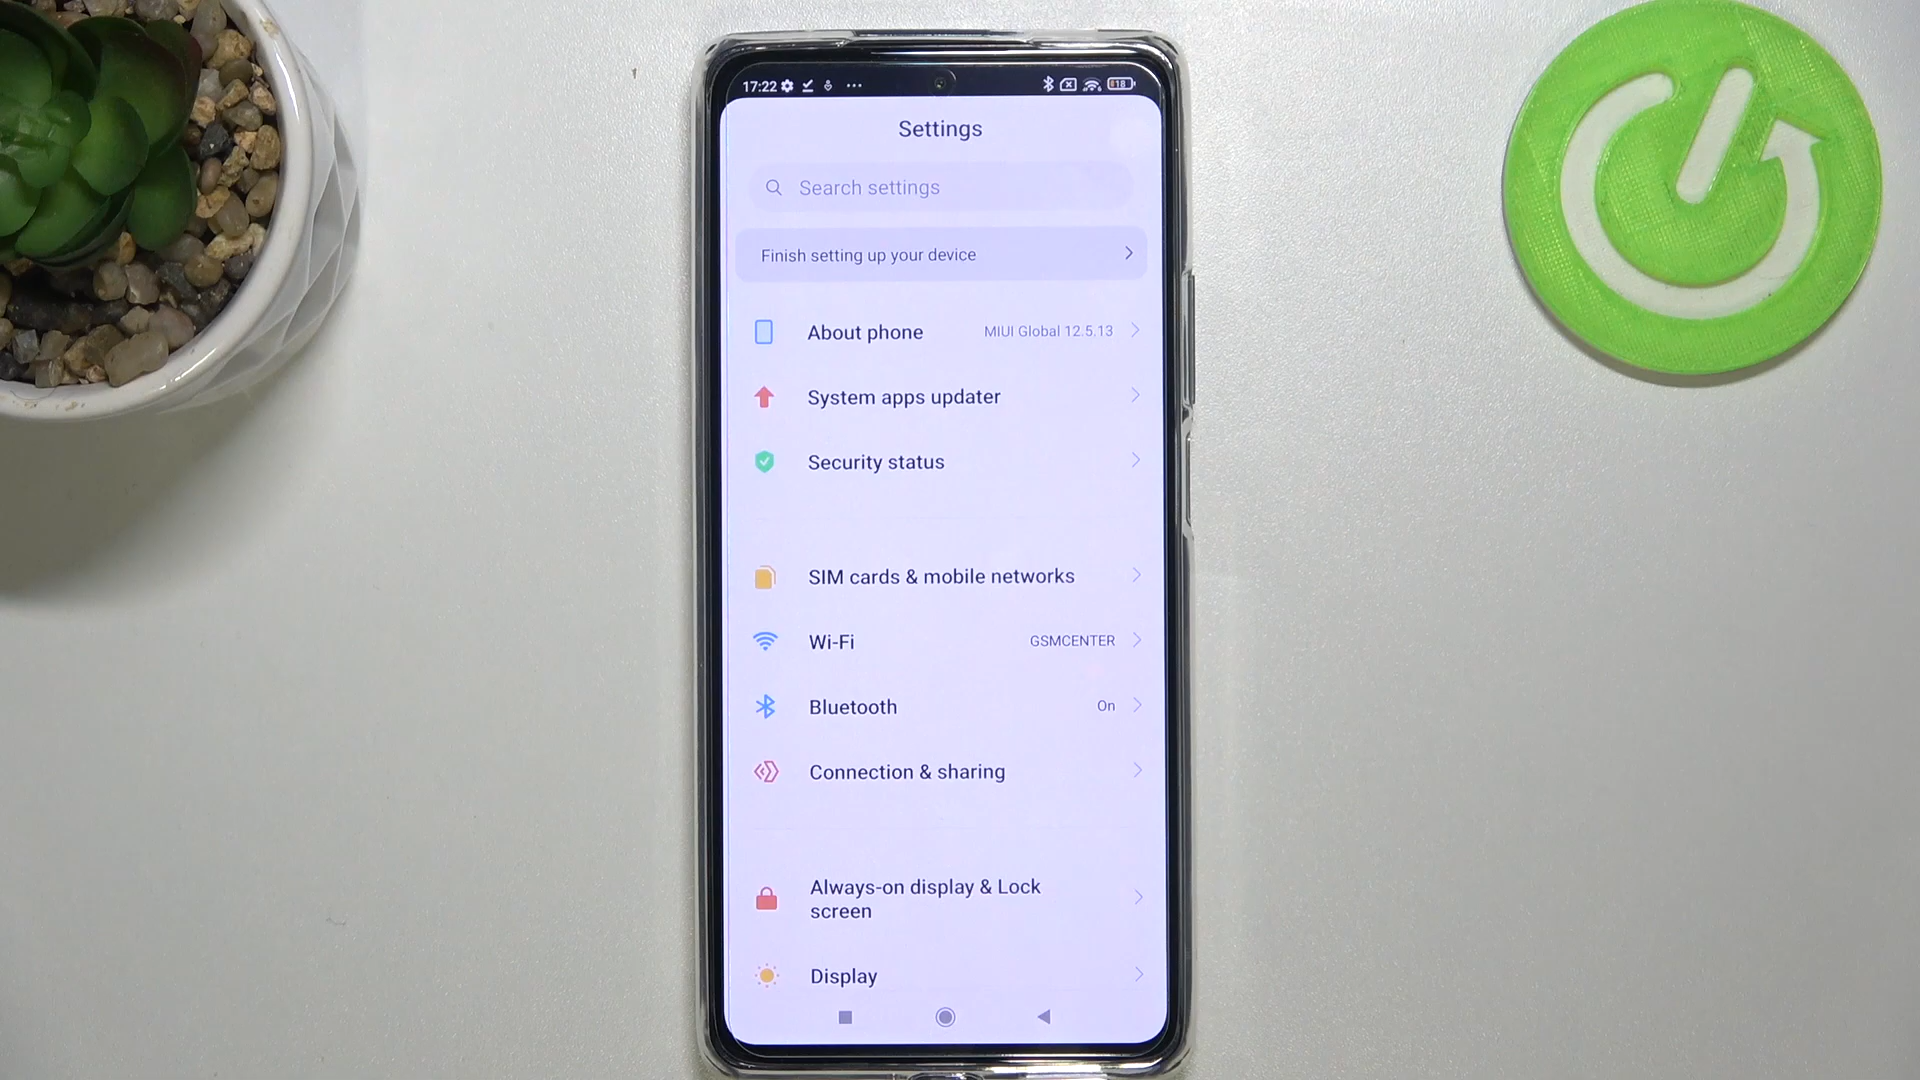 17:22
18
Settings
Search settings
Finish setting up your device
About phone MIUI Global 12.5.13
System apps updater
Security status
SIM cards & mobile networks
Wi-Fi GSMCENTER
Bluetooth On
Connection & sharing
Always-on display & Lock
screen
Display